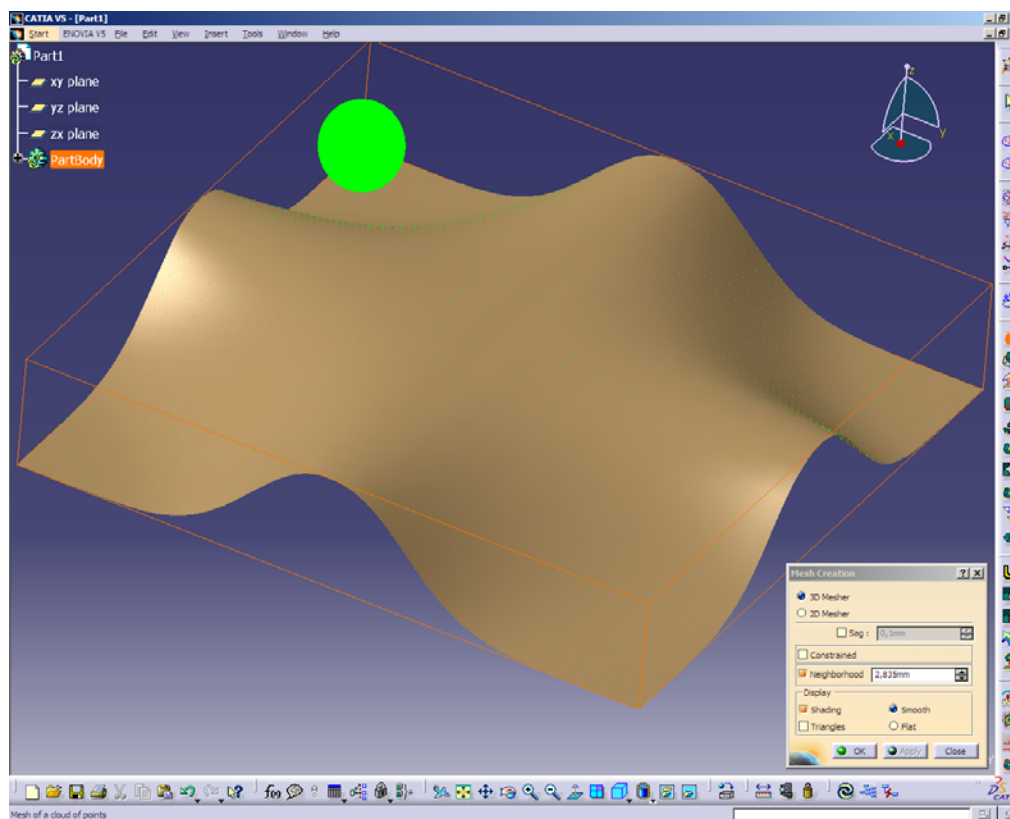 CATIA V5 - [Part1]
Start ENOVIA V5 File Edit View Insert Tools Window Help
Part1
xy plane
yz plane
zx plane
PartBody
z
x
y
Mesh Creation
3D Mesher
2D Mesher
Sag : 0,1mm
Constrained
Neighborhood 2,835mm
Display
Shading Smooth
Triangles Flat
OK Apply Close
f(x)
Mesh of a cloud of points